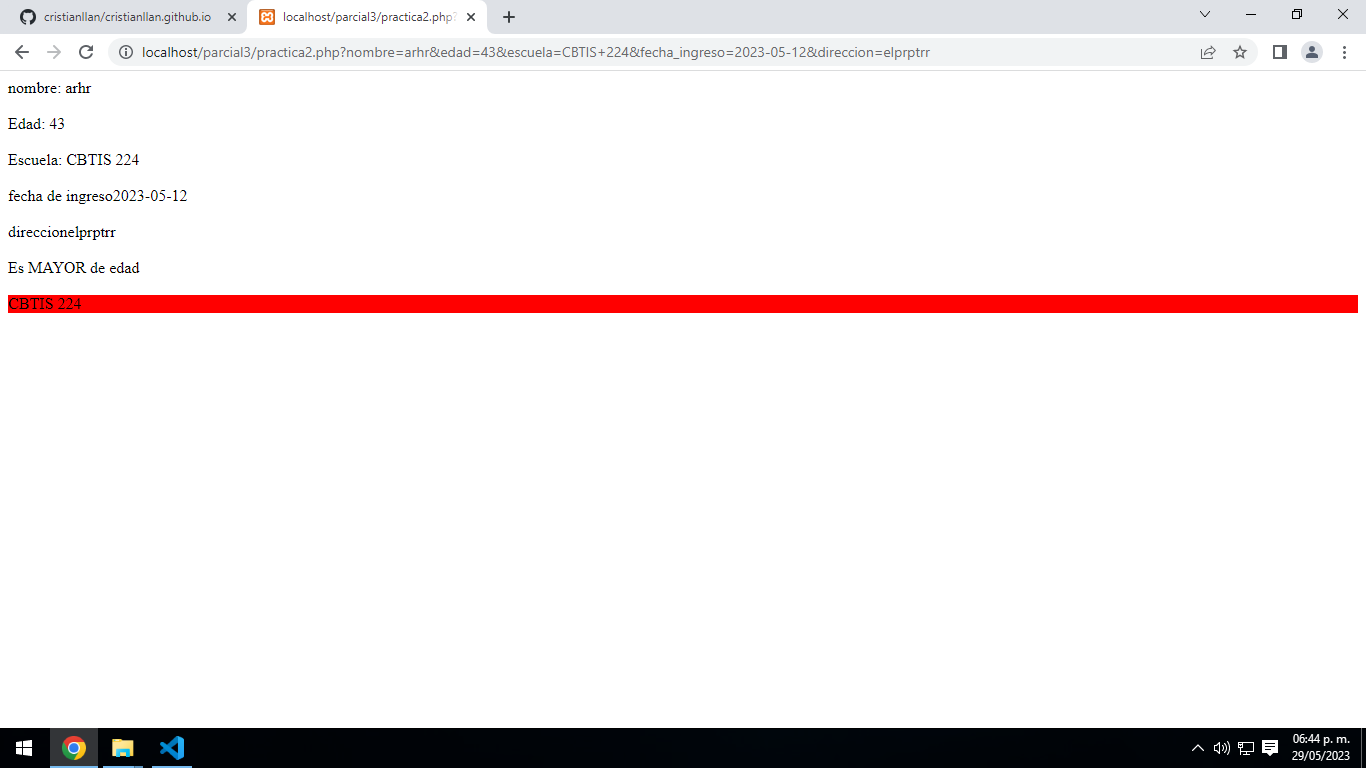 cristianllan/cristianllan.github.io
localhost/parcial3/practica2.php?
localhost/parcial3/practica2.php?nombre=arhr&edad=43&escuela=CBTIS+224&fecha_ingreso=2023-05-12&direccion=elprptrr
nombre: arhr
Edad: 43
Escuela: CBTIS 224
fecha de ingreso2023-05-12
direccionelprptrr
Es MAYOR de edad
CBTIS 224
06:44 p. m.
29/05/2023